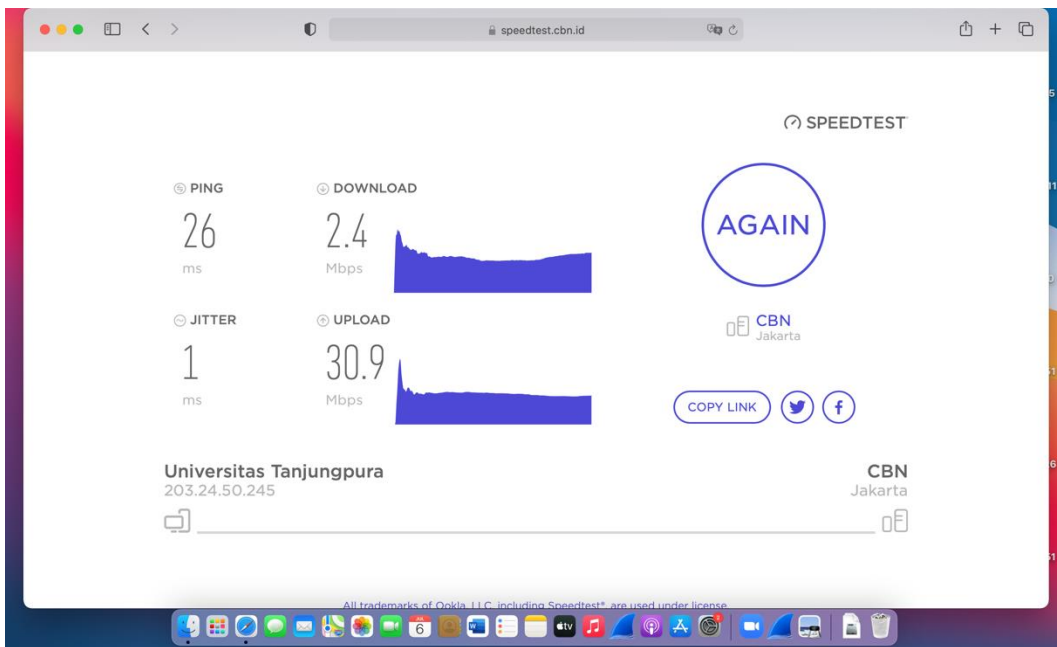 speedtest.cbn.id
SPEEDTEST
PING
26
ms
DOWNLOAD
2.4
Mbps
AGAIN
JITTER
1
ms
UPLOAD
30.9
Mbps
CBN
Jakarta
COPY LINK
Universitas Tanjungpura
203.24.50.245
CBN
Jakarta
All trademarks of Ookla, LLC, including Speedtest®, are used under license
6
tv